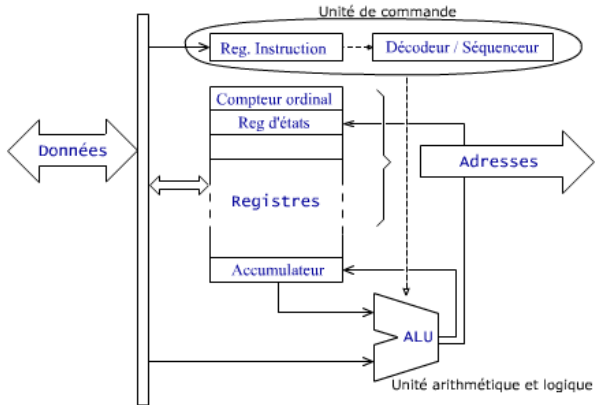 Unité de commande
Reg. Instruction
Décodeur / Séquenceur
Compteur ordinal
Reg d'états
Données
Adresses
Registres
Accumulateur
ALU
Unité arithmétique et logique